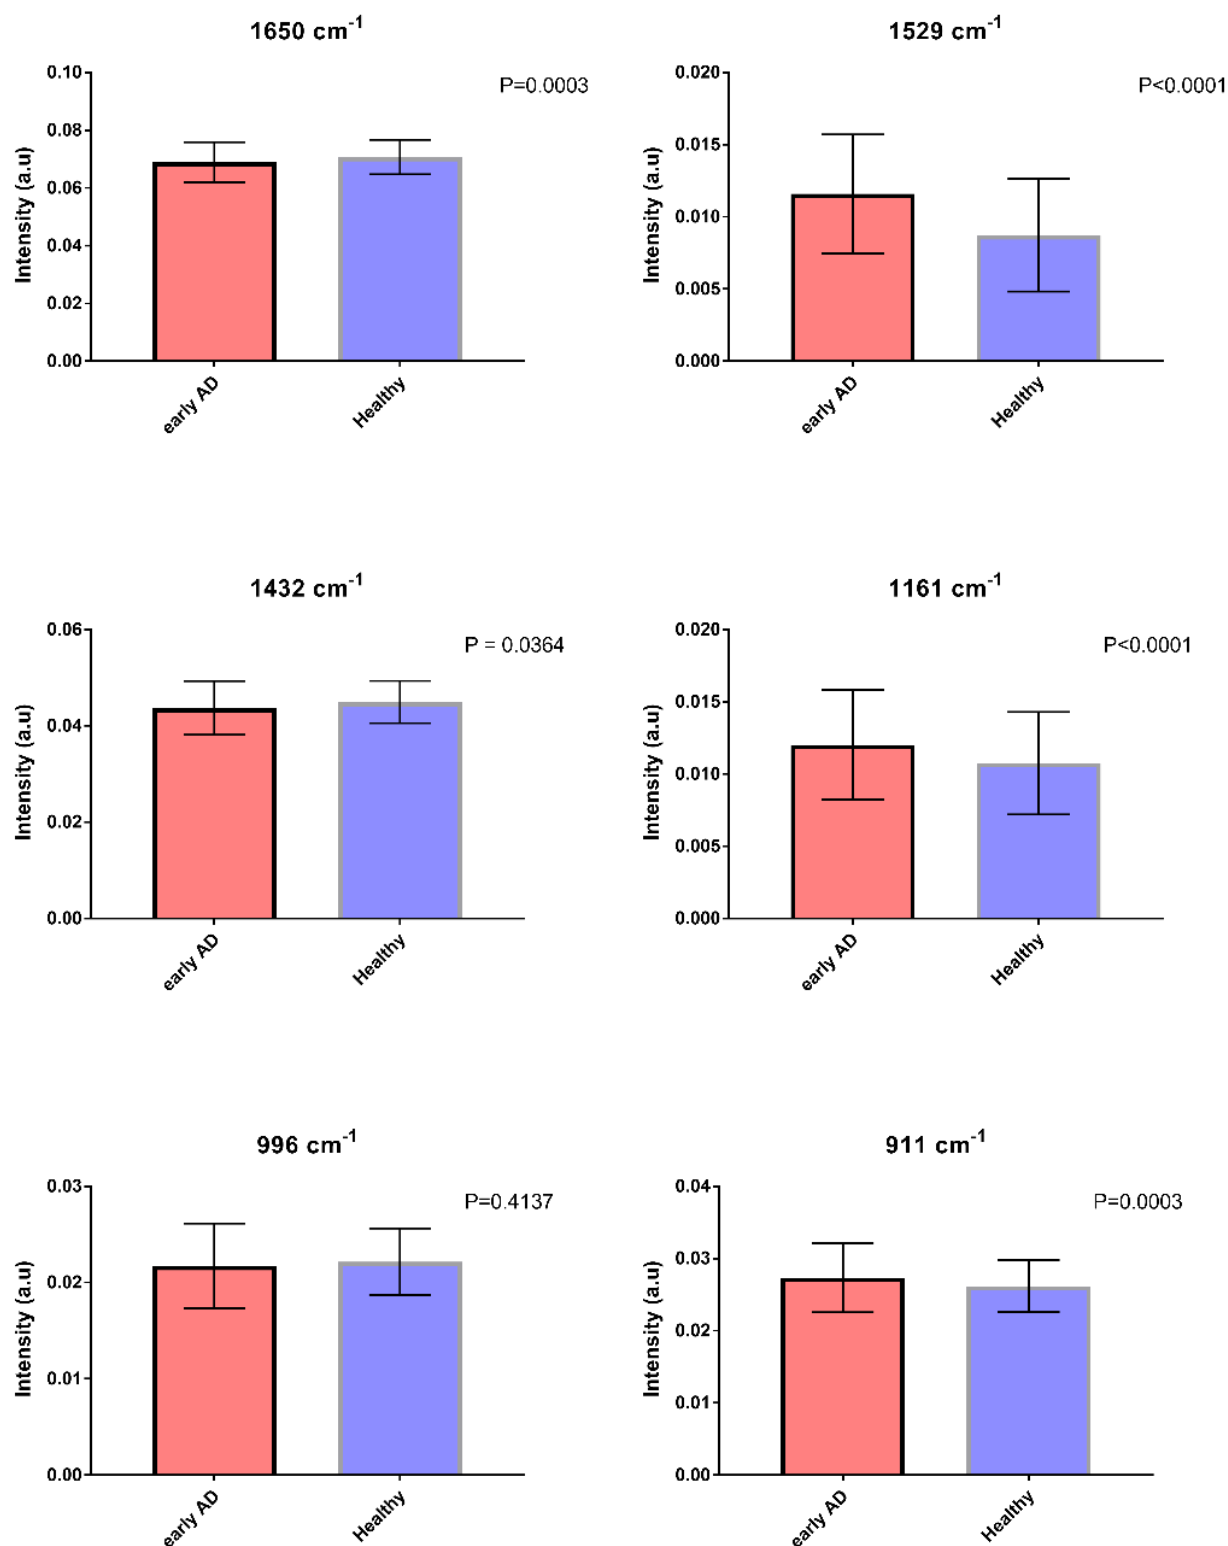 1650 cm-1
P=0.0003
Intensity (a.u)
0.10
0.08
0.06
0.04
0.02
0.00
early AD
Healthy
1529 cm-1
P<0.0001
Intensity (a.u)
0.020
0.015
0.010
0.005
0.000
early AD
Healthy
1432 cm-1
P = 0.0364
Intensity (a.u)
0.06
0.04
0.02
0.00
early AD
Healthy
1161 cm-1
P<0.0001
Intensity (a.u)
0.020
0.015
0.010
0.005
0.000
early AD
Healthy
996 cm-1
P=0.4137
Intensity (a.u)
0.03
0.02
0.01
0.00
early AD
Healthy
911 cm-1
P=0.0003
Intensity (a.u)
0.04
0.03
0.02
0.01
0.00
early AD
Healthy